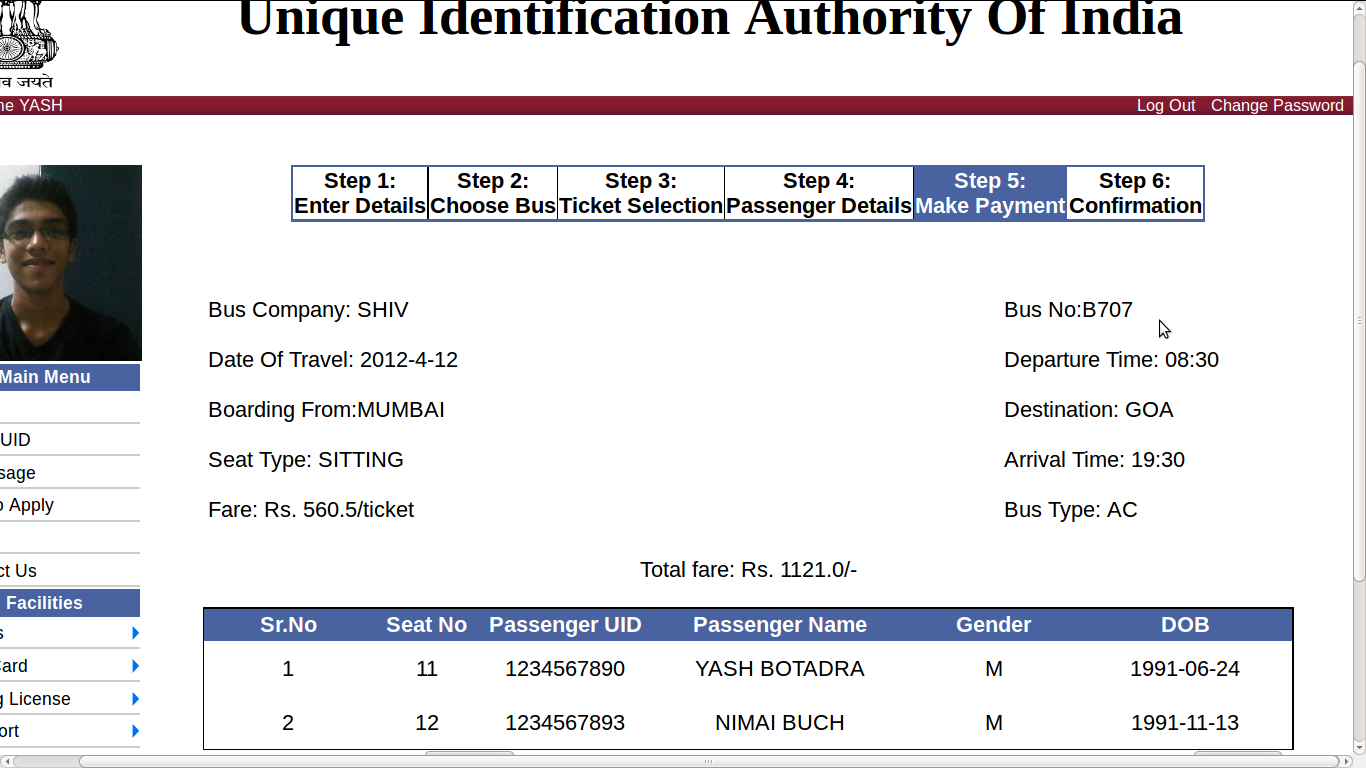 Unique Identification Authority Of India
व जयते
me YASH
Log Out Change Password
Step 1: Step 2: Step 3: Step 4: Step 5: Step 6:
Enter Details Choose Bus Ticket Selection Passenger Details Make Payment Confirmation
Bus Company: SHIV Bus No:B707
Date Of Travel: 2012-4-12 Departure Time: 08:30
Boarding From:MUMBAI Destination: GOA
Seat Type: SITTING Arrival Time: 19:30
Fare: Rs. 560.5/ticket Bus Type: AC
Total fare: Rs. 1121.0/-
Main Menu
UID
sage
o Apply
ct Us
Facilities
s
Card
g License
ort
Sr.No Seat No Passenger UID Passenger Name Gender DOB
1 11 1234567890 YASH BOTADRA M 1991-06-24
2 12 1234567893 NIMAI BUCH M 1991-11-13